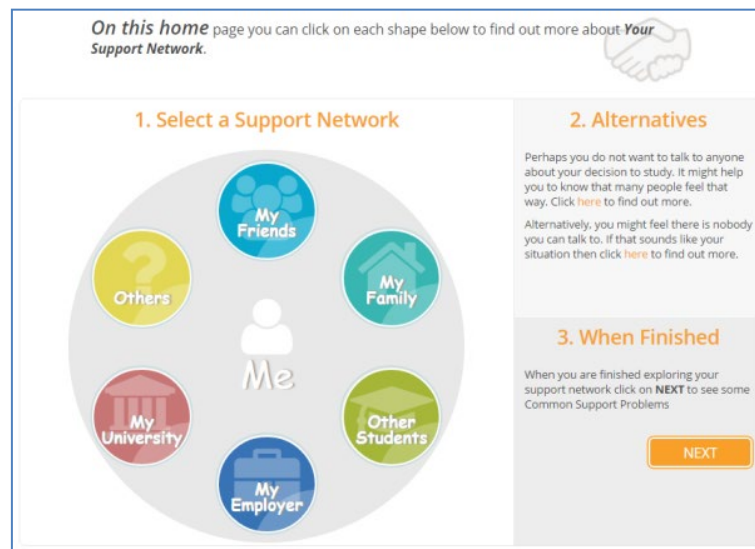 On this home page you can click on each shape below to find out more about Your
Support Network.
1. Select a Support Network
My
Friends
My
Family
Other
Students
My
Employer
My
University
Others
Me
2. Alternatives
Perhaps you do not want to talk to anyone
about your decision to study. It might help
you to know that many people feel that
way. Click here to find out more.
Alternatively, you might feel there is nobody
you can talk to. If that sounds like your
situation then click here to find out more.
3. When Finished
When you are finished exploring your
support network click on NEXT to see some
Common Support Problems
NEXT